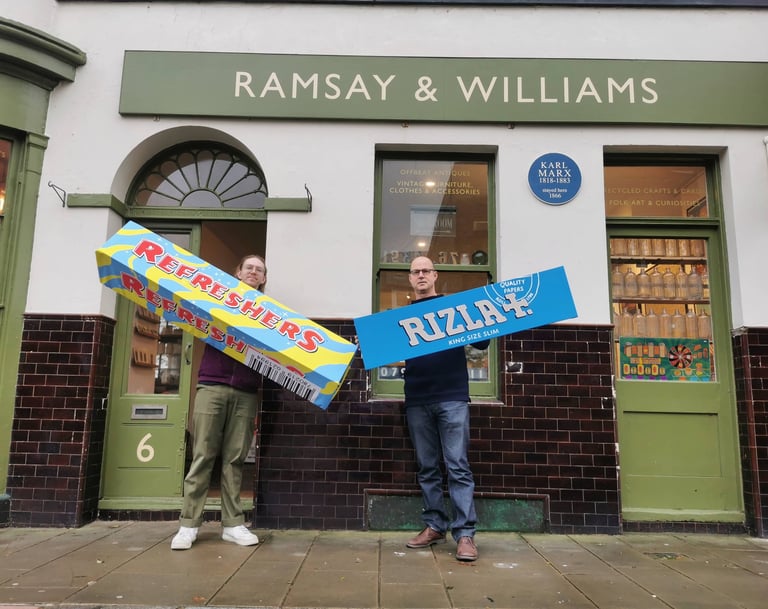 RAMSAY & WILLIAMS
OFFBEAT ANTIQUES
VINTAGE FURNITURE,
CLOTHES & ACCESSORIES
KARL
MARX
1818-1883
stayed here
1866
RECYCLED CRAFTS &
FOLK ART & CURIOSITIES
REFRESHERS
REFRESH
QUALITY
PAPERS
RIZLA+
KING SIZE SLIM
6